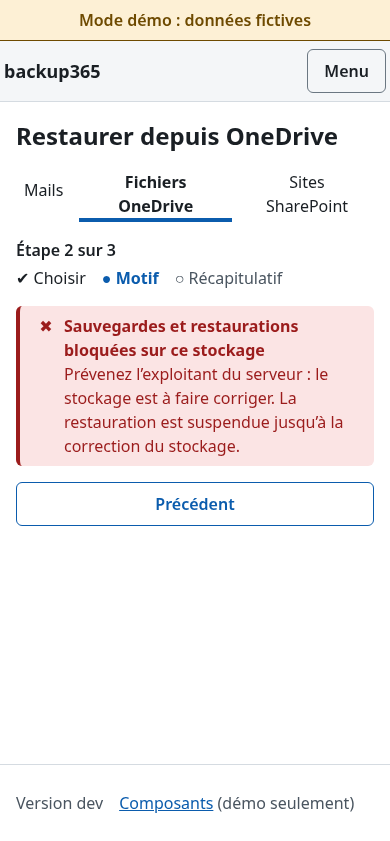 Mode démo : données fictives
backup365
Menu
Restaurer depuis OneDrive
Mails
Fichiers
OneDrive
Sites
SharePoint
Étape 2 sur 3
✔ Choisir ● Motif ○ Récapitulatif
✖ Sauvegardes et restaurations
bloquées sur ce stockage
Prévenez l’exploitant du serveur : le
stockage est à faire corriger. La
restauration est suspendue jusqu’à la
correction du stockage.
Précédent
Version dev Composants (démo seulement)